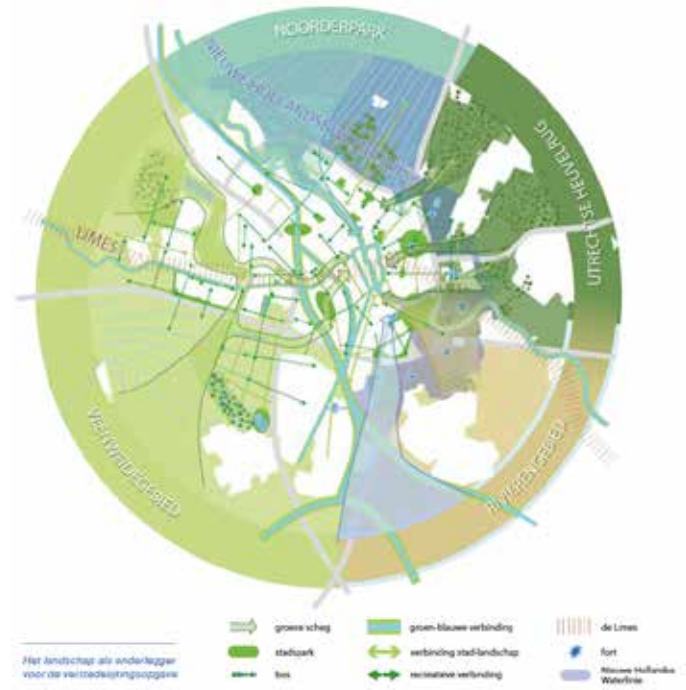 NOORDERPARK
NIEUWE HOLLANDSE
UTRECHTSE HEUVELRUG
LIMES
VEENWEIDEGEBIED
RIVIERENGEBIED
groene scheg
groen-blauwe verbinding
de Limes
stadspark
verbinding stad-landschap
fort
bos
recreatieve verbinding
Nieuwe Hollandse
Waterlinie
Het landschap als onderlegger
voor de verstedelijkingsopgave